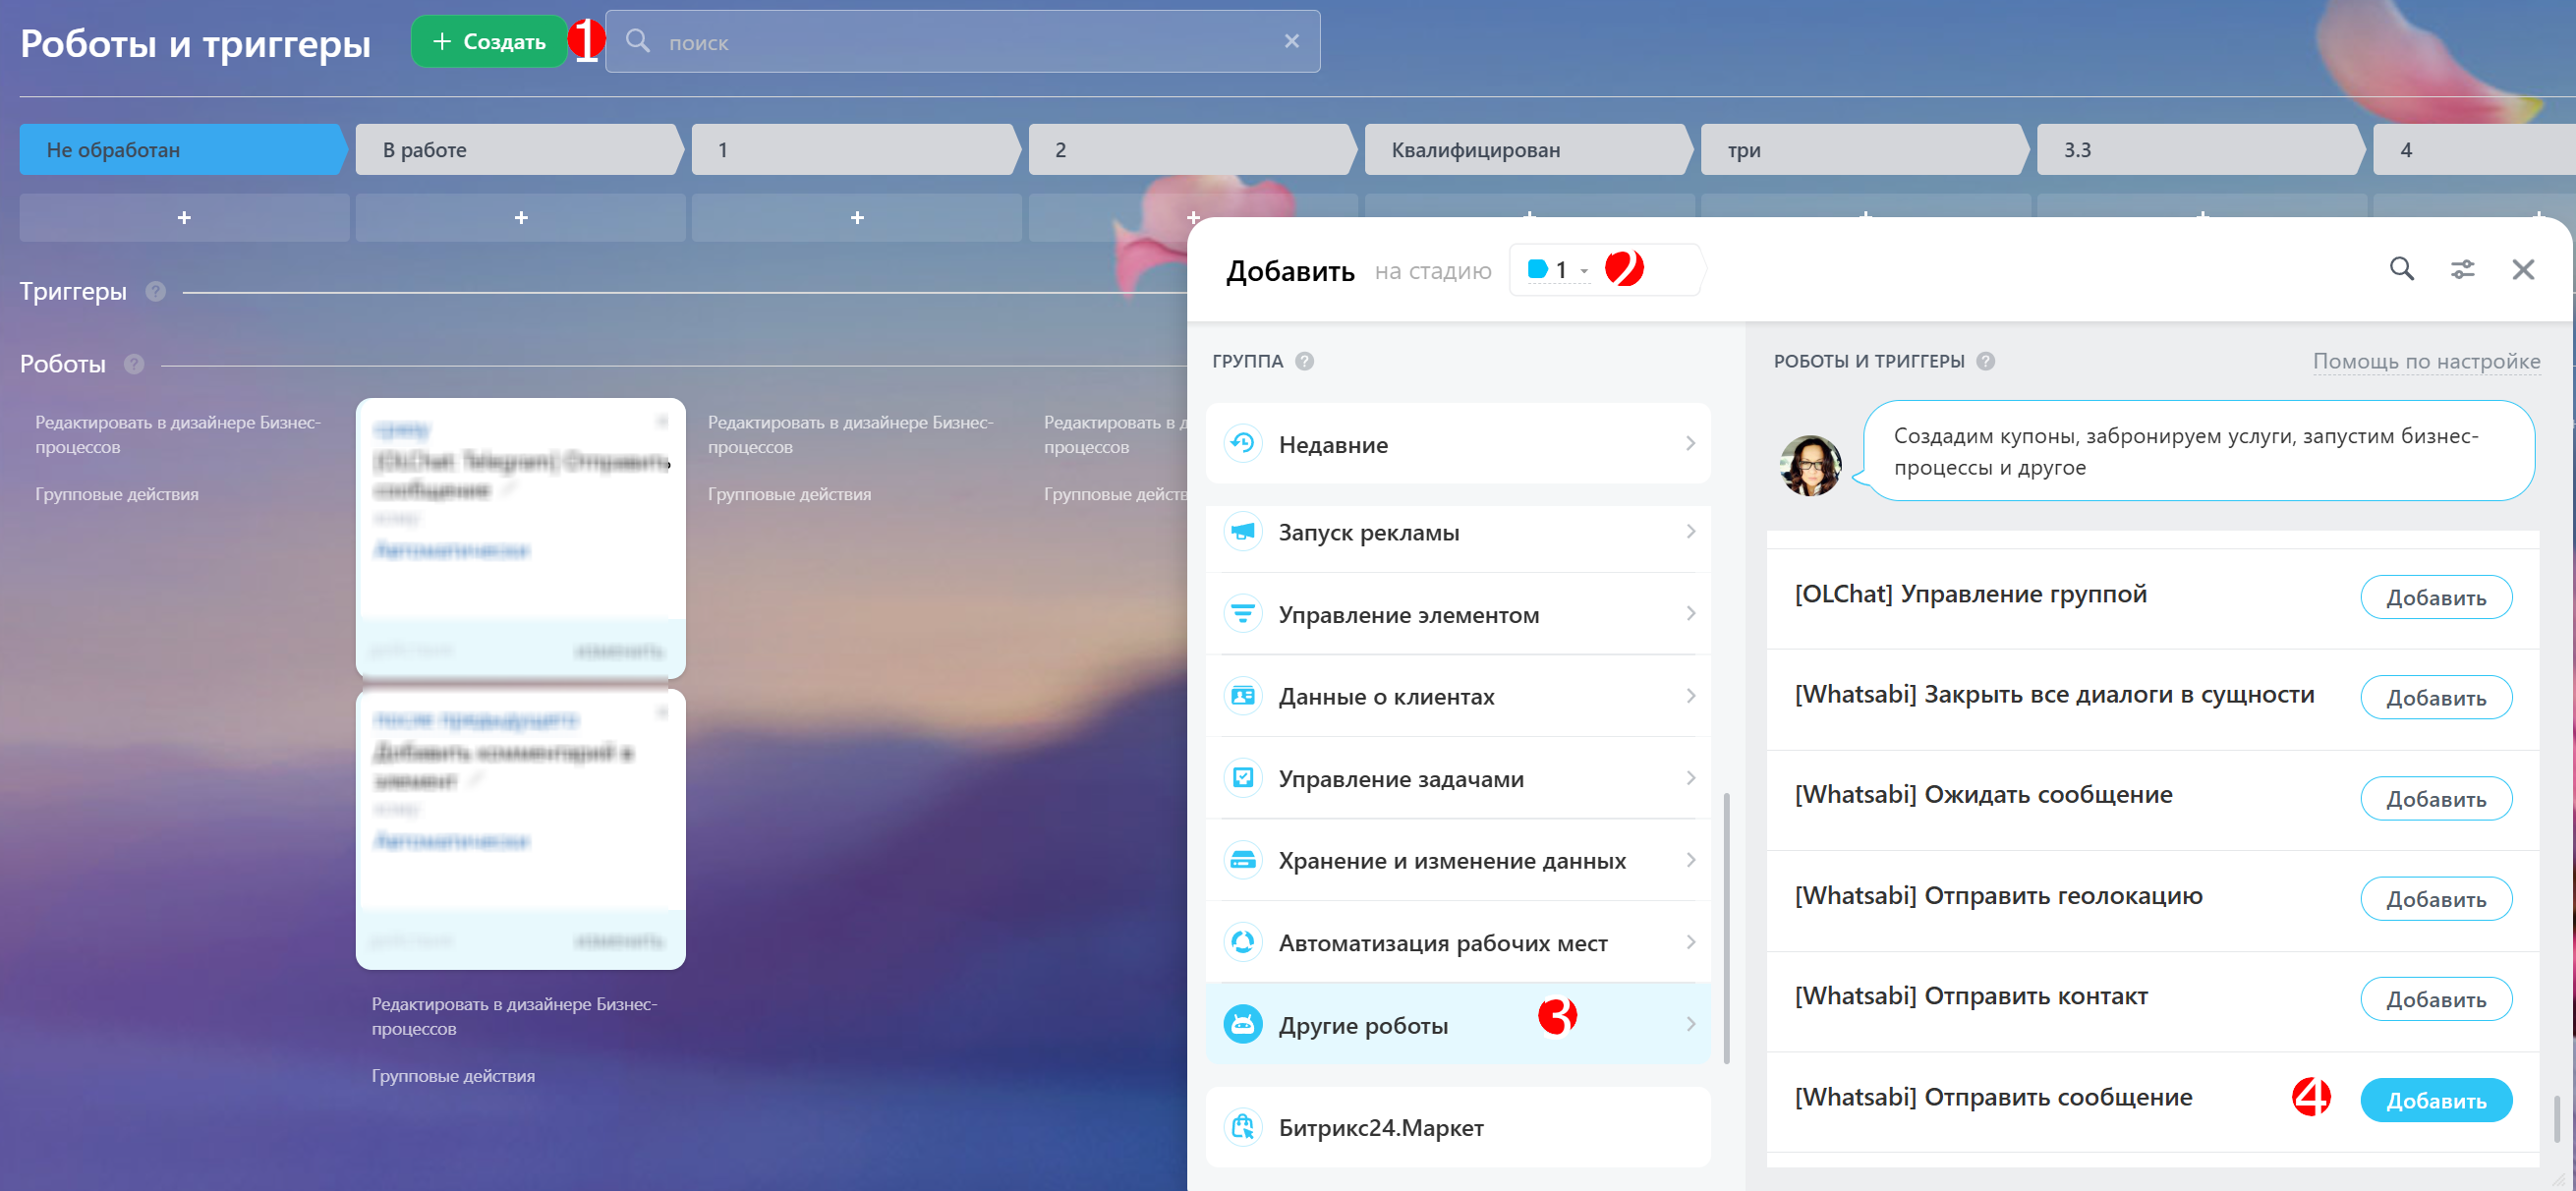 Роботы и триггеры
+ Создать
1
поиск
Не обработан
В работе
1
2
Квалифицирован
три
3.3
4
Триггеры ?
Роботы ?
Редактировать в дизайнере Бизнес-
процессов
Групповые действия
Редактировать в дизайнере Бизнес-
процессов
Групповые действия
Редактировать в дизайнере Бизнес-
процессов
Групповые действия
Редактировать в д
процессов
Групповые действ
Добавить на стадию 1 2
ГРУППА ?
Недавние
Запуск рекламы
Управление элементом
Данные о клиентах
Управление задачами
Хранение и изменение данных
Автоматизация рабочих мест
Другие роботы 3
Битрикс24.Маркет
РОБОТЫ И ТРИГГЕРЫ ?
Помощь по настройке
Создадим купоны, забронируем услуги, запустим бизнес-
процессы и другое
[OLChat] Управление группой Добавить
[Whatsabi] Закрыть все диалоги в сущности Добавить
[Whatsabi] Ожидать сообщение Добавить
[Whatsabi] Отправить геолокацию Добавить
[Whatsabi] Отправить контакт Добавить
[Whatsabi] Отправить сообщение 4 Добавить